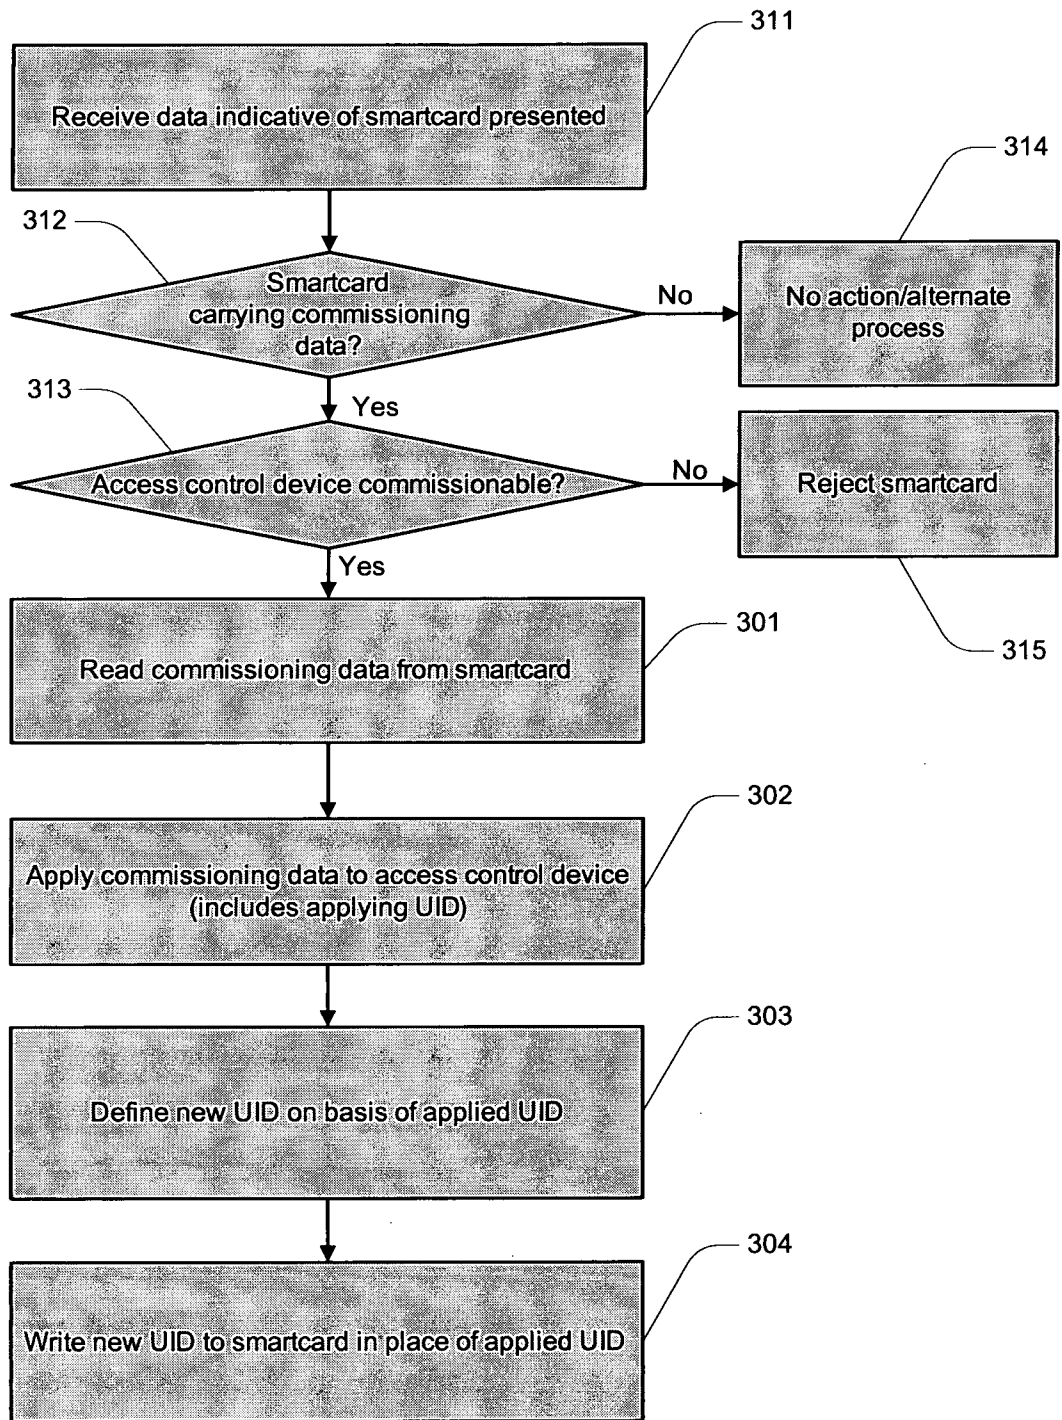 311
Receive data indicative of smartcard presented
312
314
Smartcard
carrying commissioning
data?
No
No action/alternate
process
313
Yes
Access control device commissionable?
No
Reject smartcard
Yes
315
301
Read commissioning data from smartcard
302
Apply commissioning data to access control device
(includes applying UID)
303
Define new UID on basis of applied UID
304
Write new UID to smartcard in place of applied UID